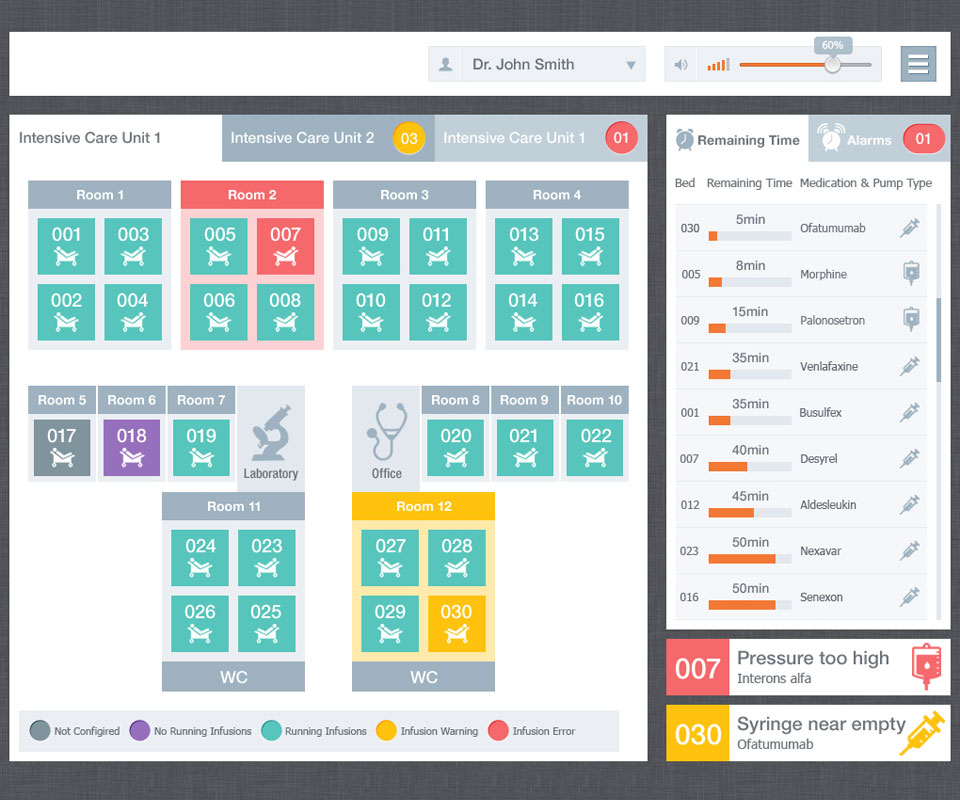 60%
Dr. John Smith
Intensive Care Unit 1
Intensive Care Unit 2 03
Intensive Care Unit 1 01
Room 1
001 003
002 004
Room 2
005 007
006 008
Room 3
009 011
010 012
Room 4
013 015
014 016
Room 5
017
Room 6
018
Room 7
019
Laboratory
Office
Room 8
020
Room 9
021
Room 10
022
Room 11
024 023
026 025
WC
Room 12
027 028
029 030
WC
Not Configired
No Running Infusions
Running Infusions
Infusion Warning
Infusion Error
Remaining Time
Alarms 01
Bed Remaining Time Medication & Pump Type
030 5min Ofatumumab
005 8min Morphine
009 15min Palonosetron
021 35min Venlafaxine
001 35min Busulfex
007 40min Desyrel
012 45min Aldesleukin
023 50min Nexavar
016 50min Senexon
007 Pressure too high
Interons alfa
030 Syringe near empty
Ofatumumab